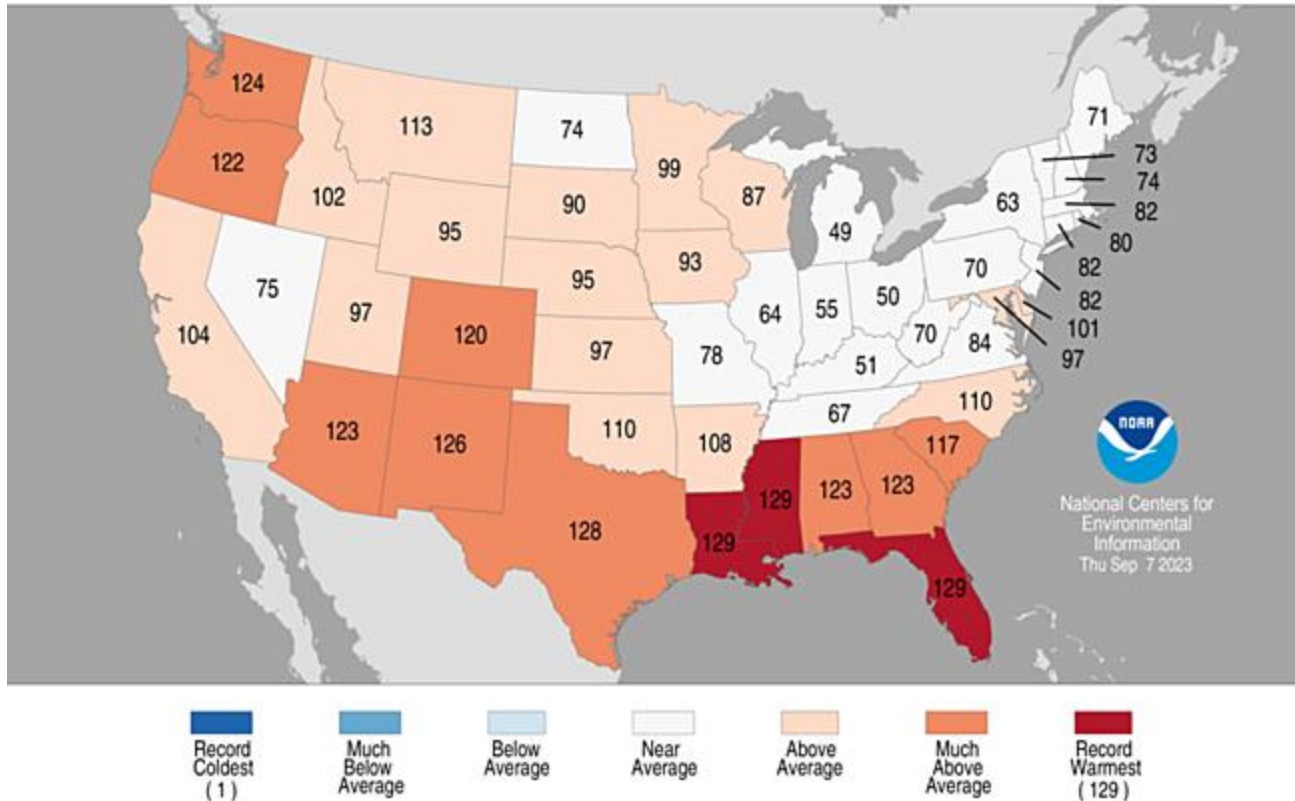 124
113
74
71
122
102
99
73
74
90
87
63
82
95
49
80
93
75
95
70
82
97
50
82
64
55
101
104
120
97
78
70
84
97
51
67
110
123
126
110
108
117
NOAA
129
123
123
128
129
129
National Centers for
Environmental
Information
Thu Sep 7 2023
Record
Coldest
( 1 )
Much
Below
Average
Below
Average
Near
Average
Above
Average
Much
Above
Average
Record
Warmest
( 129 )